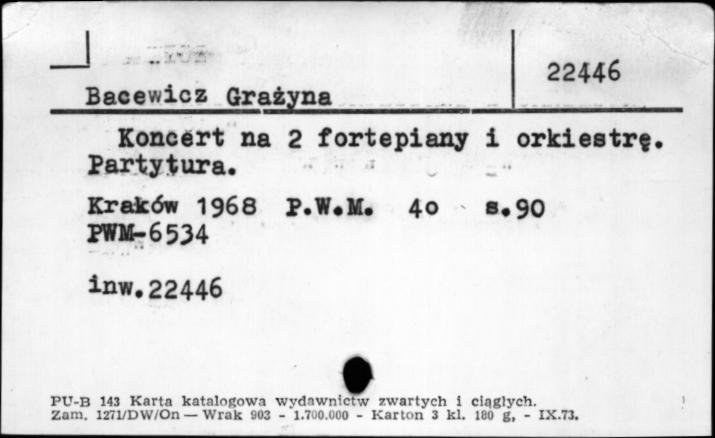 22446
Bacewicz Grażyna
Koncert na 2 fortepiany i orkiestrę.
Partytura.
Kraków 1968 P.W.M. 4o s.90
PWM-6534
inw.22446
PU-B 143 Karta katalogowa wydawnictw zwartych i ciągłych.
Zam. 1271/DW/On — Wrak 903 - 1.700.000 - Karton 3 kl. 180 g, - IX.73.